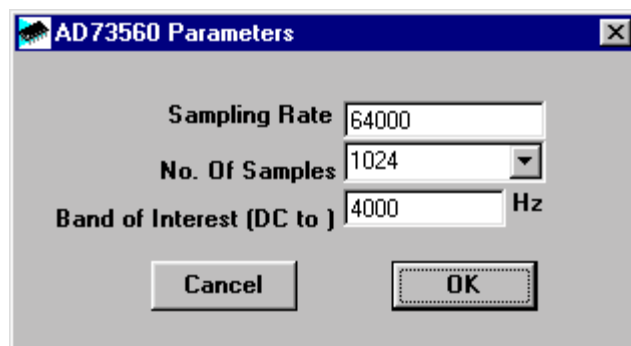 AD73560 Parameters
Sampling Rate 64000
No. Of Samples 1024
Band of Interest (DC to ) 4000 Hz
Cancel OK